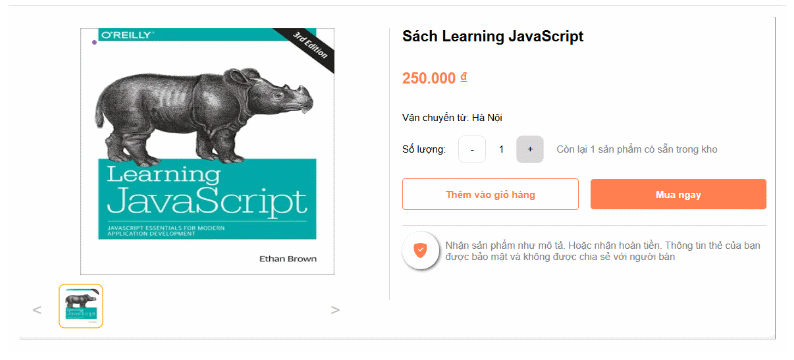 O'REILLY
3rd Edition
Learning
JavaScript
JAVASCRIPT ESSENTIALS FOR MODERN
APPLICATION DEVELOPMENT
Ethan Brown
<
>
Sách Learning JavaScript
250.000 ₫
Vận chuyển từ: Hà Nội
Số lượng: - 1 + Còn lại 1 sản phẩm có sẵn trong kho
Thêm vào giỏ hàng
Mua ngay
Nhận sản phẩm như mô tả. Hoặc nhận hoàn tiền. Thông tin thẻ của bạn
được bảo mật và không được chia sẻ với người bán